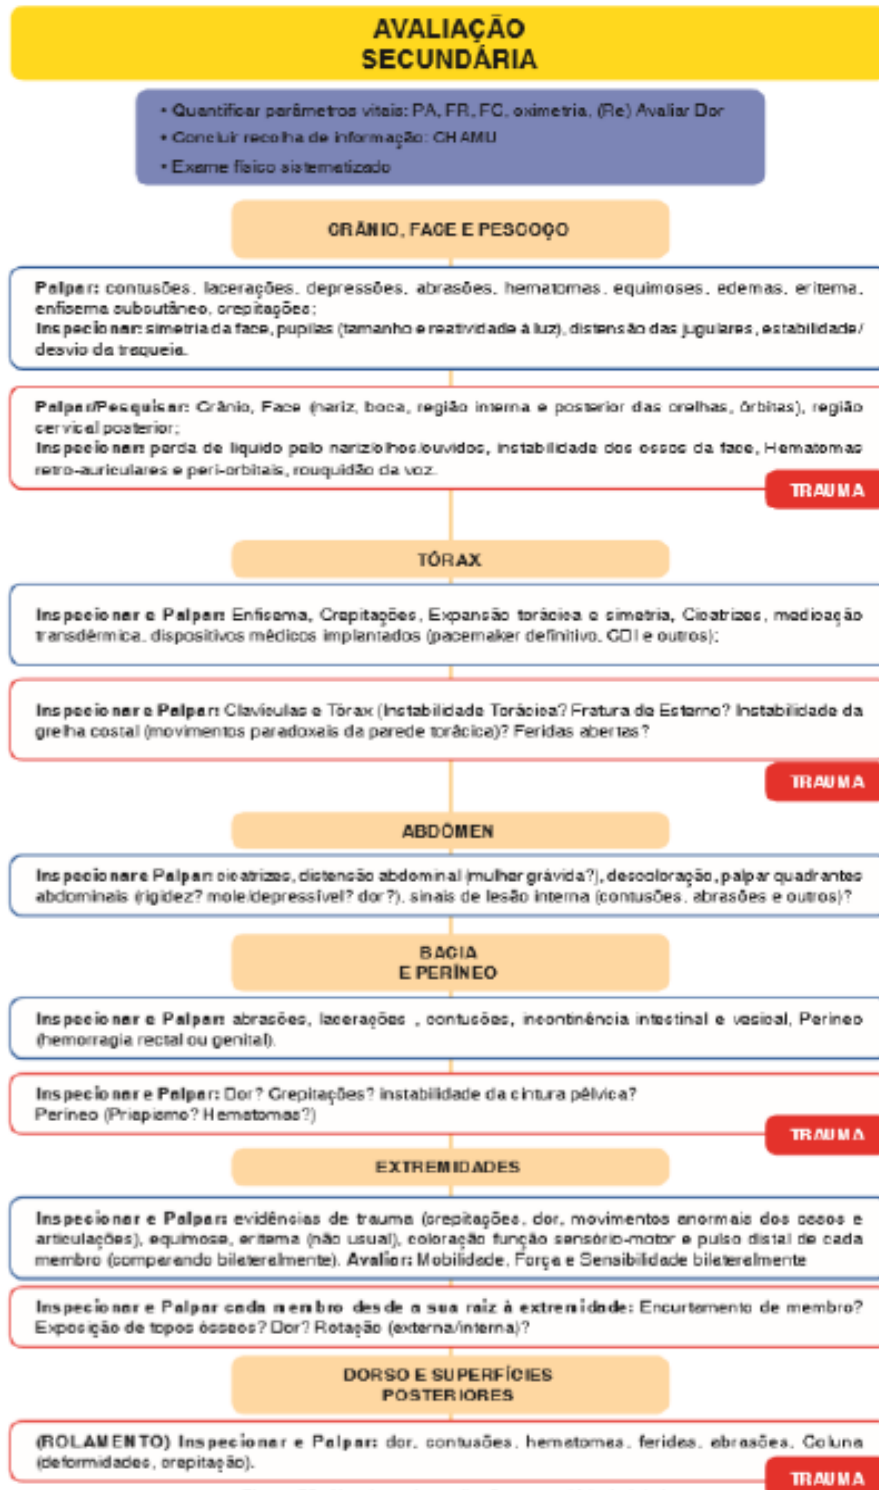 AVALIAÇÃO
SECUNDÁRIA
• Quantificar parâmetros vitais: PA, FR, FC, oximetria, (Re) Avaliar Dor
• Concluir recolha de informação: CHAMU
• Exame físico sistematizado
CRÂNIO, FACE E PESCOÇO
Palpar: contusões, lacerações, depressões, abrasões, hematomas, equimoses, edemas, eritema,
enfisema subcutâneo, crepitações;
Inspecionar: simetria da face, pupilas (tamanho e reatividade à luz), distensão das jugulares, estabilidade/
desvio da traqueia.
Palpar/Pesquisar: Crânio, Face (nariz, boca, região interna e posterior das orelhas, órbitas), região
cervical posterior;
Inspecionar: perda de liquido pelo nariz/olhos/ouvidos, instabilidade dos ossos da face, Hematomas
retro-auriculares e peri-orbitais, rouquidão da voz.
TRAUMA
TÓRAX
Inspecionar e Palpar: Enfisema, Crepitações, Expansão torácica e simetria, Cicatrizes, medicação
transdérmica, dispositivos médicos implantados (pacemaker definitivo, CDI e outros);
Inspecionar e Palpar: Clavículas e Tórax (Instabilidade Torácica? Fratura de Esterno? Instabilidade da
grelha costal (movimentos paradoxais da parede torácica)? Feridas abertas?
TRAUMA
ABDÓMEN
Inspecionar e Palpar: cicatrizes, distensão abdominal (mulher grávida?), descoloração, palpar quadrantes
abdominais (rigidez? mole/depressível? dor?), sinais de lesão interna (contusões, abrasões e outros)?
BACIA
E PERÍNEO
Inspecionar e Palpar: abrasões, lacerações , contusões, incontinência intestinal e vesical, Perineo
(hemorragia rectal ou genital).
Inspecionar e Palpar: Dor? Crepitações? instabilidade da cintura pélvica?
Perineo (Priapismo? Hematomas?)
TRAUMA
EXTREMIDADES
Inspecionar e Palpar: evidências de trauma (crepitações, dor, movimentos anormais dos ossos e
articulações), equimose, eritema (não usual), coloração função sensório-motor e pulso distal de cada
membro (comparando bilateralmente). Avaliar: Mobilidade, Força e Sensibilidade bilateralmente
Inspecionar e Palpar cada membro desde a sua raiz à extremidade: Encurtamento de membro?
Exposição de topos ósseos? Dor? Rotação (externa/interna)?
DORSO E SUPERFÍCIES
POSTERIORES
(ROLAMENTO) Inspecionar e Palpar: dor, contusões, hematomas, feridas, abrasões, Coluna
(deformidades, crepitação).
TRAUMA